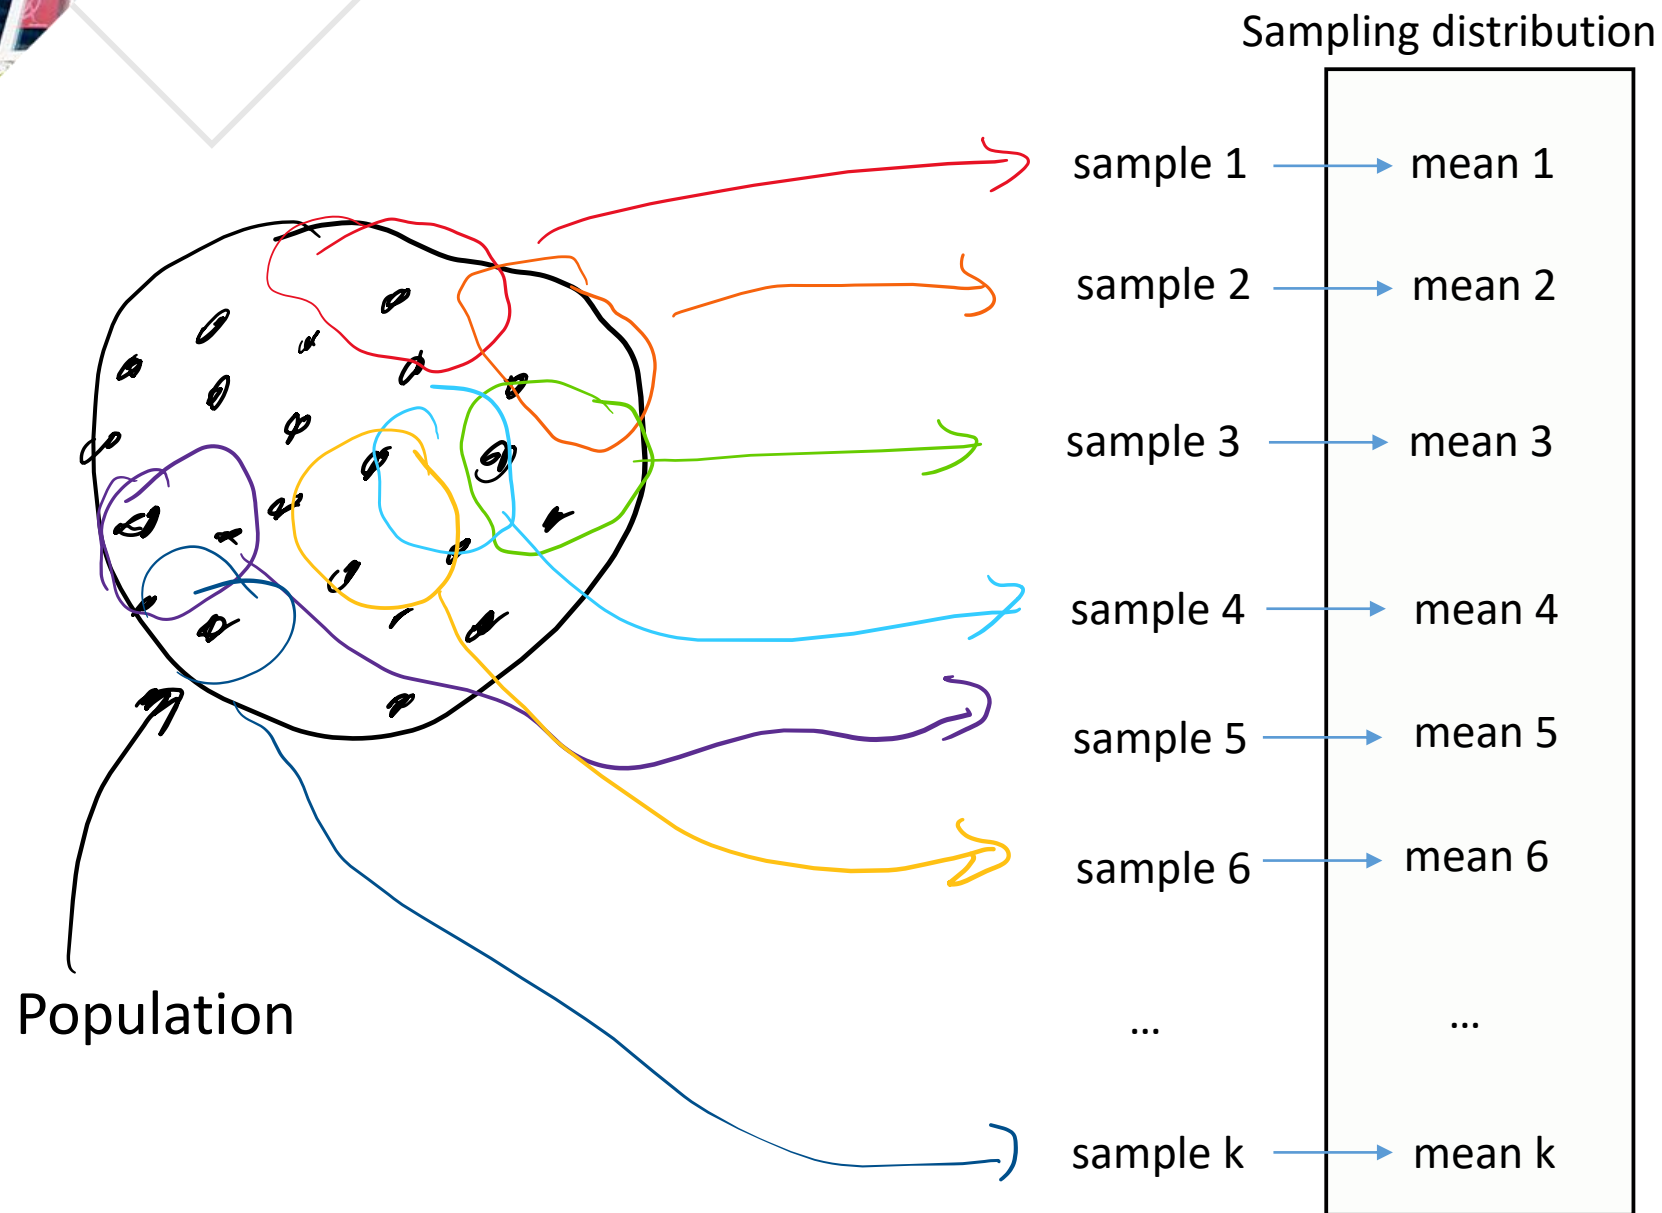 Sampling distribution
sample 1 mean 1
sample 2 mean 2
sample 3 mean 3
sample 4 mean 4
sample 5 mean 5
sample 6 mean 6
Population
... ...
sample k mean k